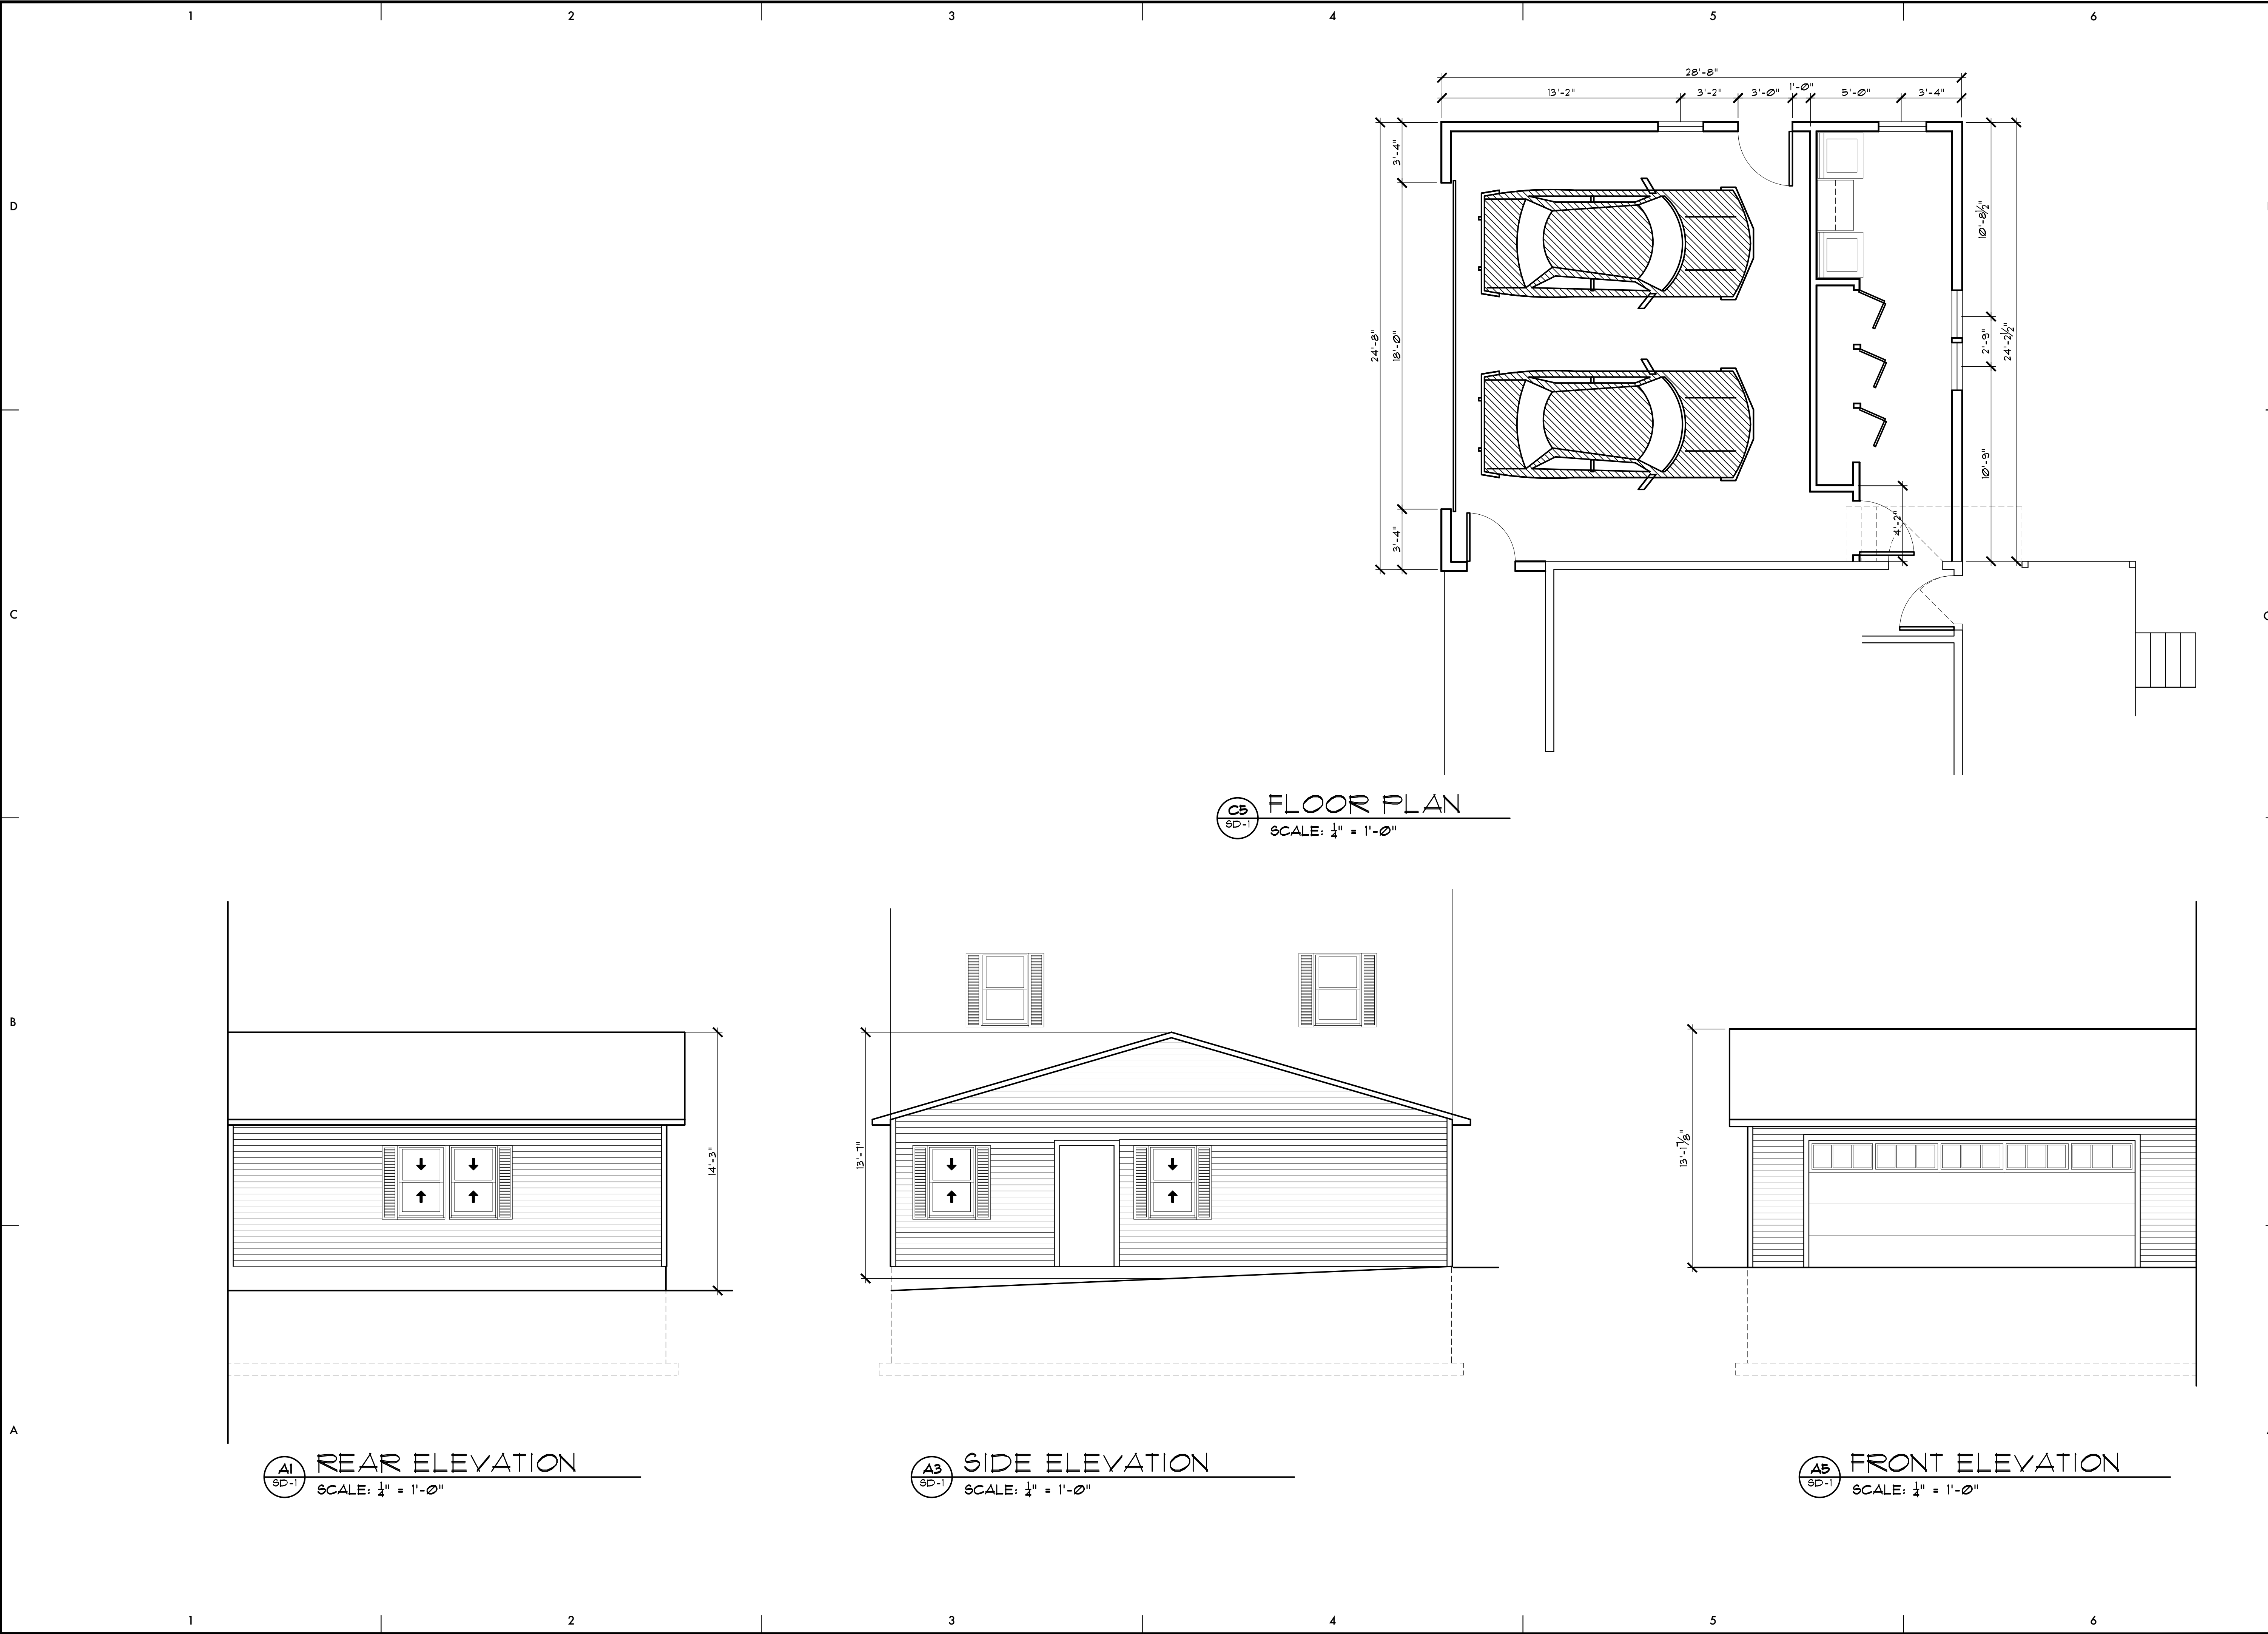 1 2 3 4 5 6
28'-8"
13'-2" 3'-2" 3'-0" 1'-0" 5'-0" 3'-4"
3'-4"
D
10'-8½"
24'-8"
18'-0"
2'-9"
24'-2½"
10'-9"
3'-4"
4'-2"
C
C5
SD-1
FLOOR PLAN
SCALE: ¼" = 1'-0"
B
14'-3"
13'-7"
13'-1⅞"
A
A1
SD-1
REAR ELEVATION
SCALE: ¼" = 1'-0"
A3
SD-1
SIDE ELEVATION
SCALE: ¼" = 1'-0"
A5
SD-1
FRONT ELEVATION
SCALE: ¼" = 1'-0"
1 2 3 4 5 6